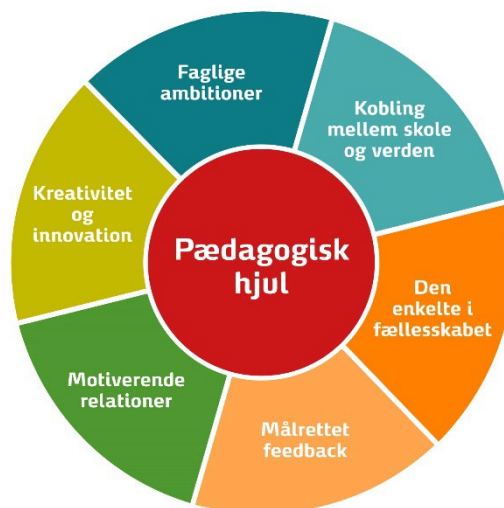 Faglige
ambitioner
Kobling
mellem skole
og verden
Den
enkelte i
fællesskabet
Målrettet
feedback
Motiverende
relationer
Kreativitet
og
innovation
Pædagogisk
hjul